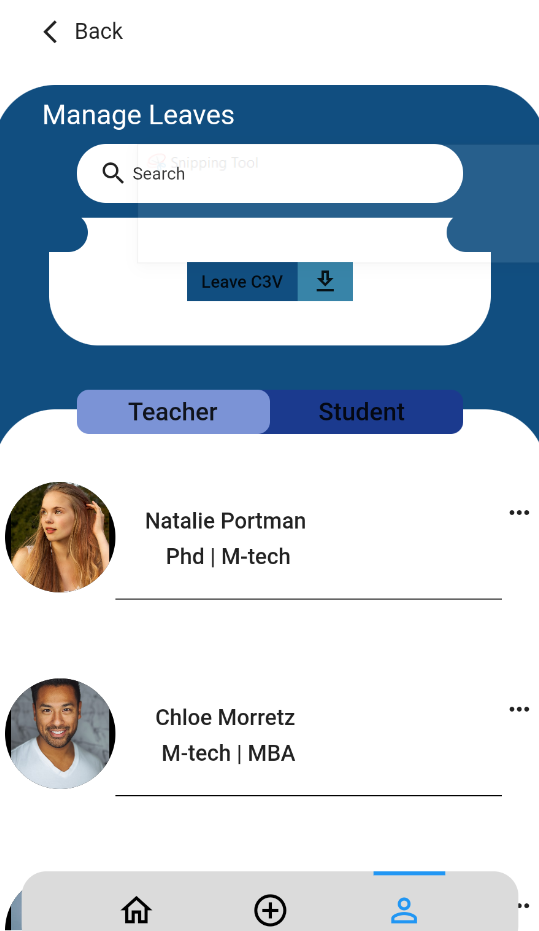 Back
Manage Leaves
Snipping Tool
Search
Leave C3V
Teacher
Student
Natalie Portman
Phd | M-tech
Chloe Morretz
M-tech | MBA